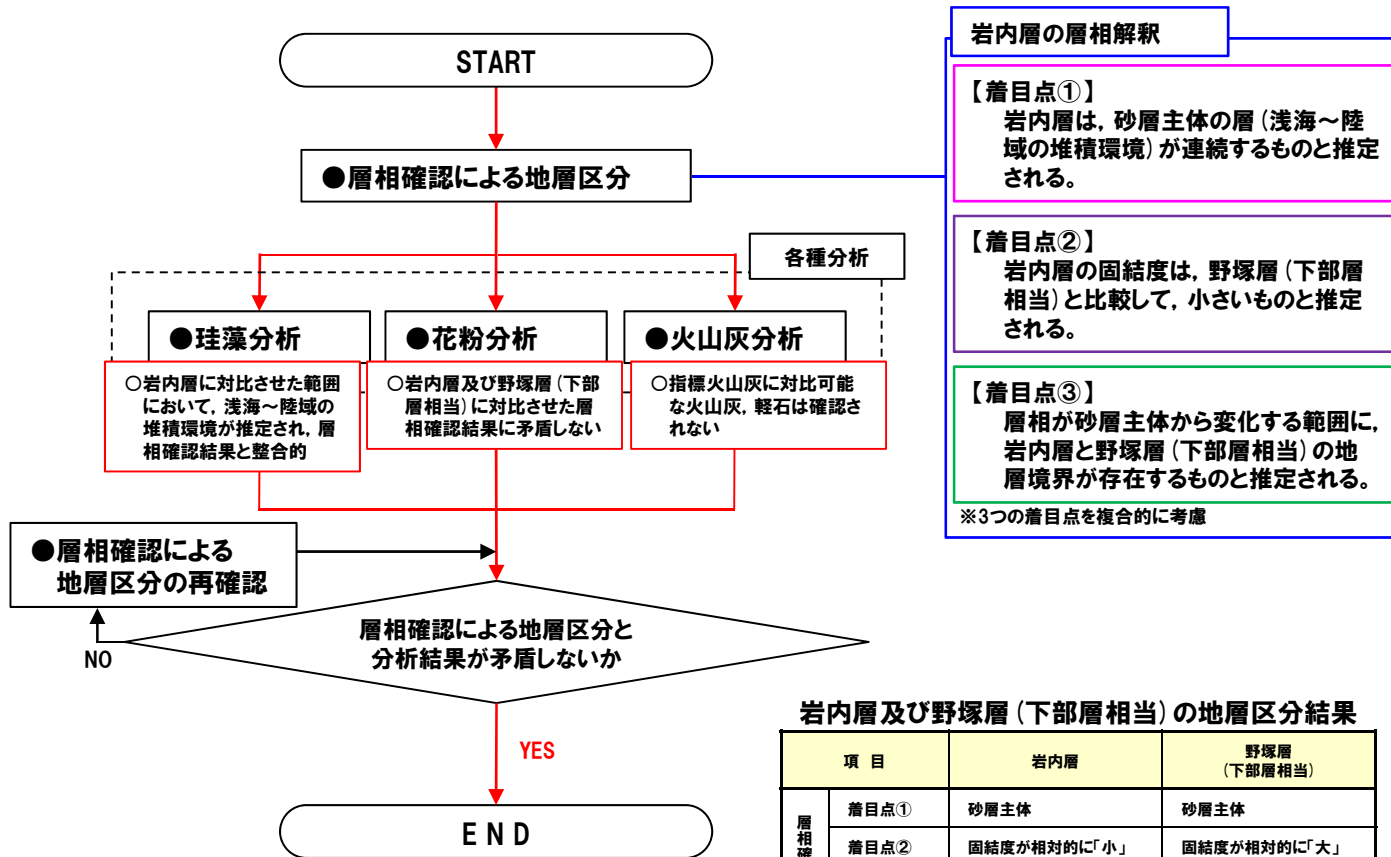 START
●層相確認による地層区分
各種分析
●珪藻分析
○岩内層に対比させた範囲
において，浅海～陸域の
堆積環境が推定され，層
相確認結果と整合的
●花粉分析
○岩内層及び野塚層（下部
層相当）に対比させた層
相確認結果に矛盾しない
●火山灰分析
○指標火山灰に対比可能
な火山灰，軽石は確認さ
れない
●層相確認による
地層区分の再確認
NO
層相確認による地層区分と
分析結果が矛盾しないか
YES
END
岩内層の層相解釈
【着目点①】
岩内層は，砂層主体の層（浅海～陸
域の堆積環境）が連続するものと推定
される。
【着目点②】
岩内層の固結度は，野塚層（下部層
相当）と比較して，小さいものと推定
される。
【着目点③】
層相が砂層主体から変化する範囲に，
岩内層と野塚層（下部層相当）の地
層境界が存在するものと推定される。
※3つの着目点を複合的に考慮
岩内層及び野塚層（下部層相当）の地層区分結果
項 目 岩内層 野塚層
（下部層相当）
層相確
着目点① 砂層主体 砂層主体
着目点② 固結度が相対的に「小」 固結度が相対的に「大」